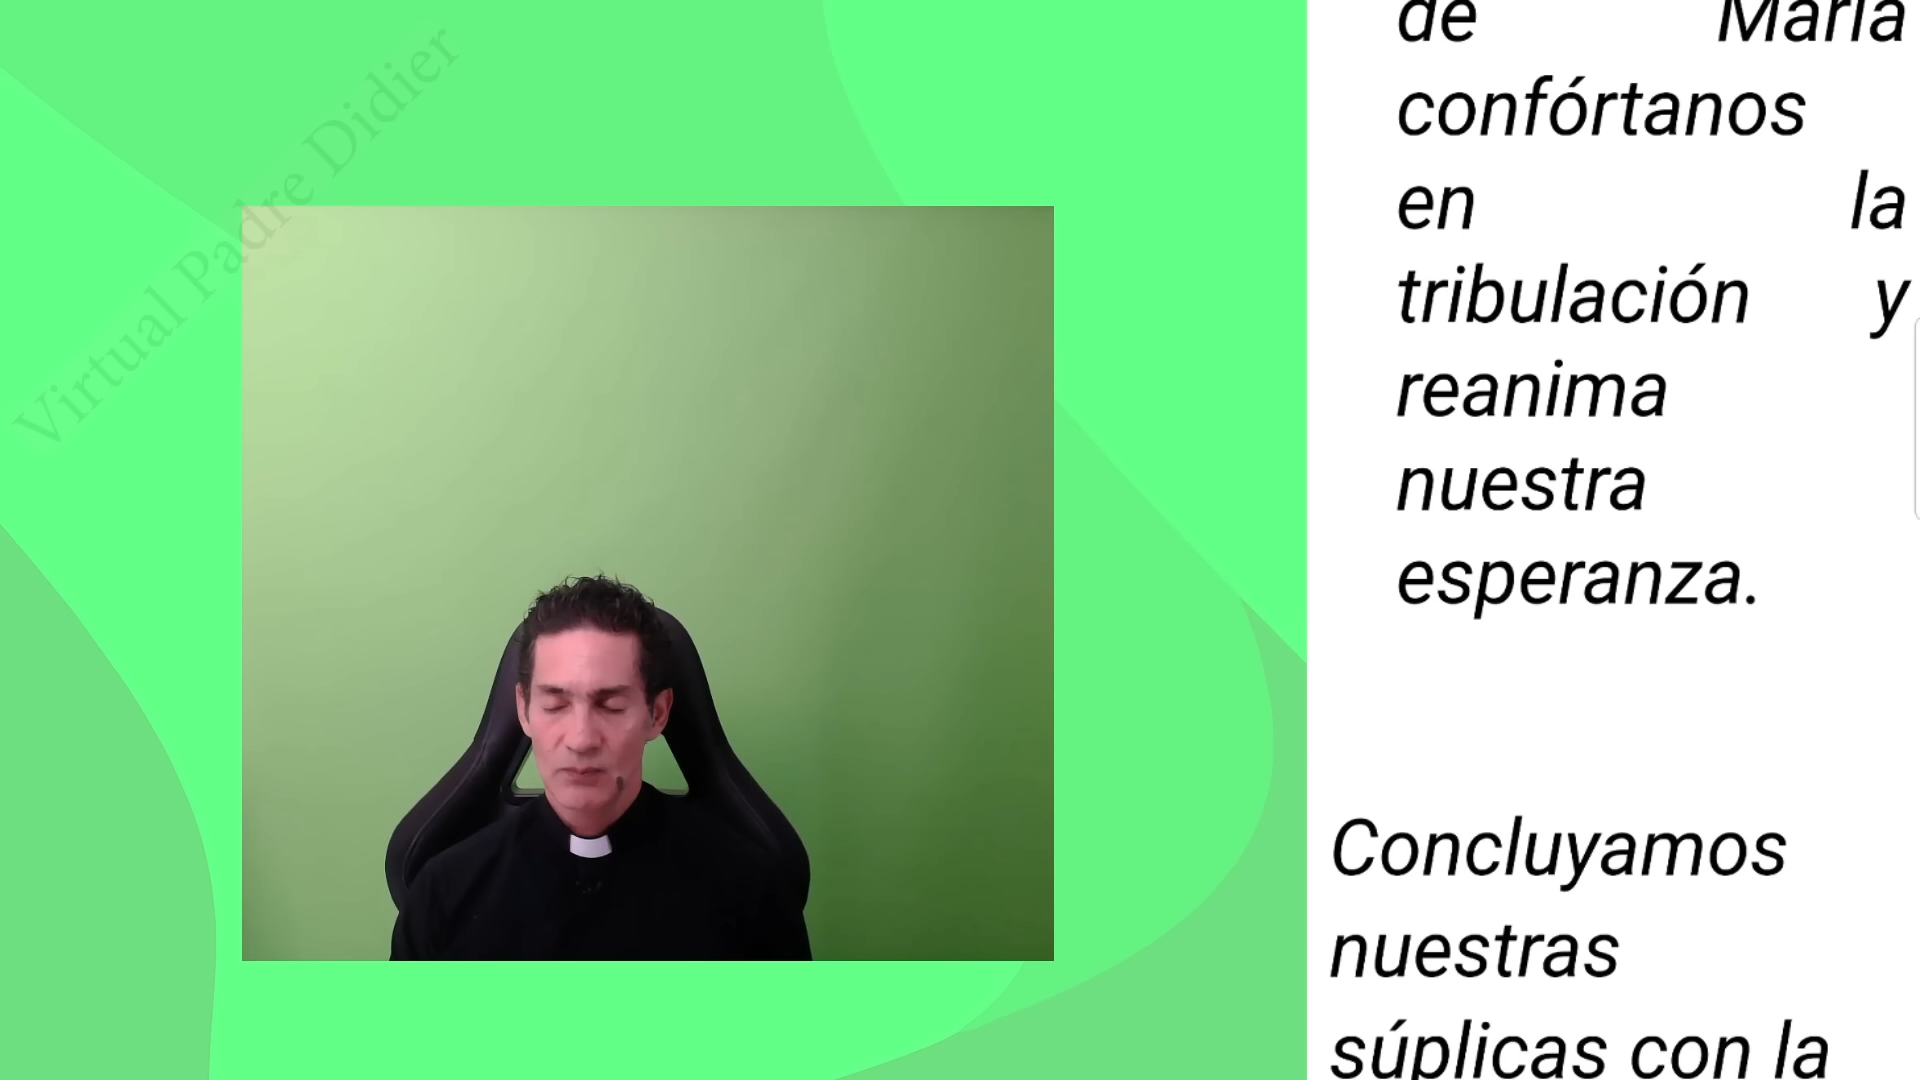 Virtual Padre Didier
de María
confórtanos
en la
tribulación y
reanima
nuestra
esperanza.
Concluyamos
nuestras
súplicas con la